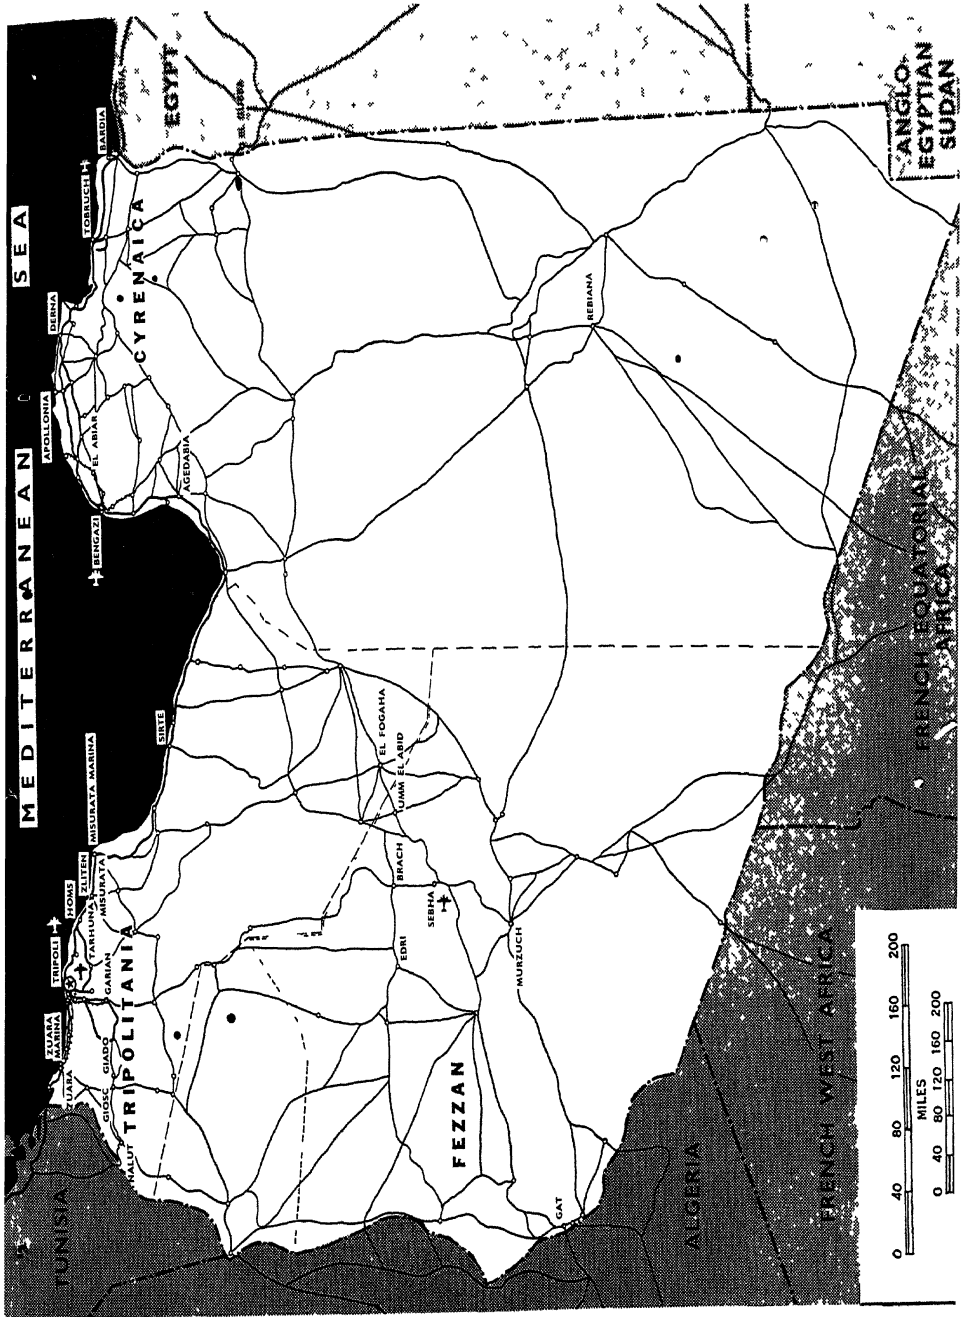 MEDITERRANEAN SEA
ZUARA
MARINA
TRIPOLI
HOMS
MISURATA MARINA
SIRTE
BENGAZI
APOLLONIA
DERNA
TOBRUCH
BARDIA
ZUARA
GIOSC
GIADO
GARIAN
TARHUNA
ZLITEN
MISURATA
NALUT
TRIPOLITANIA
AGEDABIA
EL ABIAR
CYRENAICA
EGYPT
TUNISIA
EL FOGAHA
UMM EL ABID
BRACH
EDRI
SEBHA
FEZZAN
MURZUCH
GAT
REBIANA
ANGLO
EGYPTIAN
SUDAN
ALGERIA
FRENCH WEST AFRICA
FRENCH EQUATORIAL
AFRICA
0 40 80 120 160 200
MILES
0 40 80 120 160 200